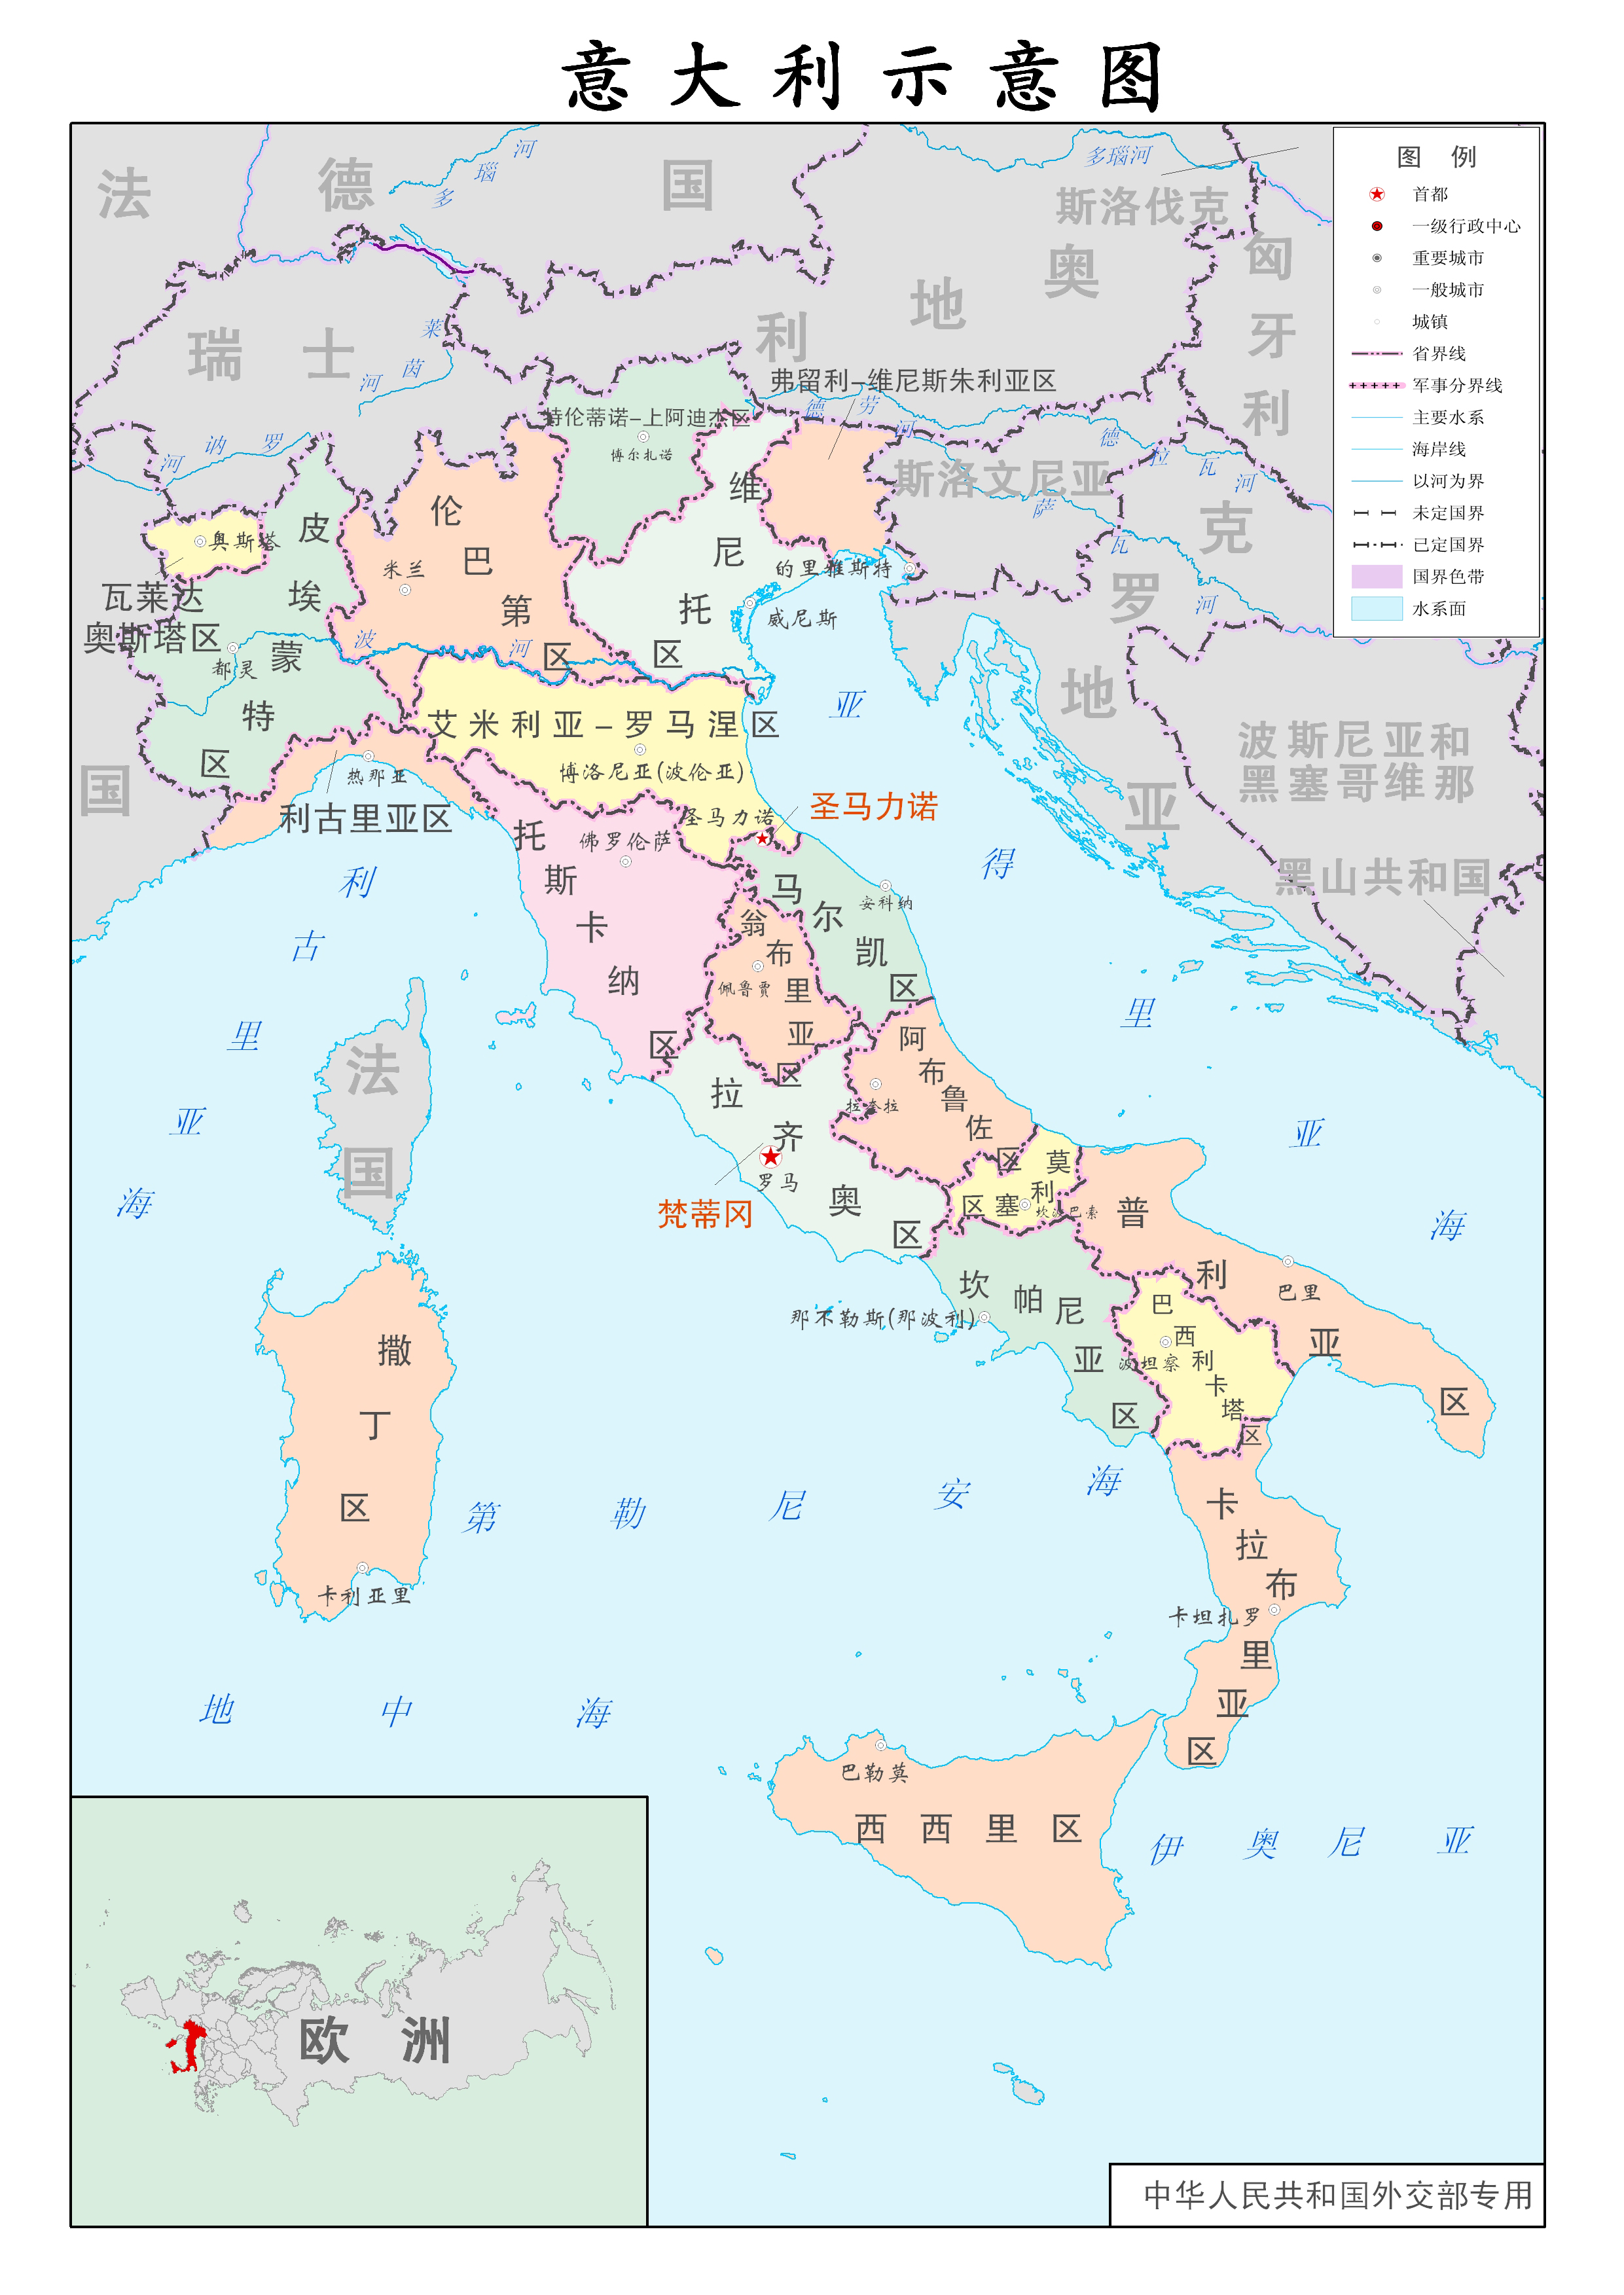 意大利示意图
图 例
首都
一级行政中心
重要城市
一般城市
城镇
省界线
军事分界线
主要水系
海岸线
以河为界
未定国界
已定国界
国界色带
水系面
法国
德国
多瑙河
多瑙河
斯洛伐克
奥地利
匈牙利
瑞士
莱茵河
罗讷河
弗留利-维尼斯朱利亚区
特伦蒂诺-上阿迪杰区
博尔扎诺
德劳河
德拉瓦河
斯洛文尼亚
萨瓦河
克罗地亚
波斯尼亚和
黑塞哥维那
黑山共和国
奥斯塔
瓦莱达
奥斯塔区
皮埃蒙特区
都灵
伦巴第区
米兰
波河
维尼托区
的里雅斯特
威尼斯
艾米利亚-罗马涅区
博洛尼亚(波伦亚)
热那亚
利古里亚区
圣马力诺
圣马力诺
托斯卡纳区
佛罗伦萨
马尔凯区
安科纳
翁布里亚区
佩鲁贾
拉齐奥区
罗马
梵蒂冈
阿布鲁佐区
拉奎拉
莫利塞区
坎波巴索
普利亚区
巴里
坎帕尼亚区
那不勒斯(那波利)
巴西利卡塔区
波坦察
卡拉布里亚区
卡坦扎罗
法国
撒丁区
卡利亚里
西西里区
巴勒莫
利古里亚海
亚得里亚海
第勒尼安海
地中海
伊奥尼亚
欧洲
中华人民共和国外交部专用